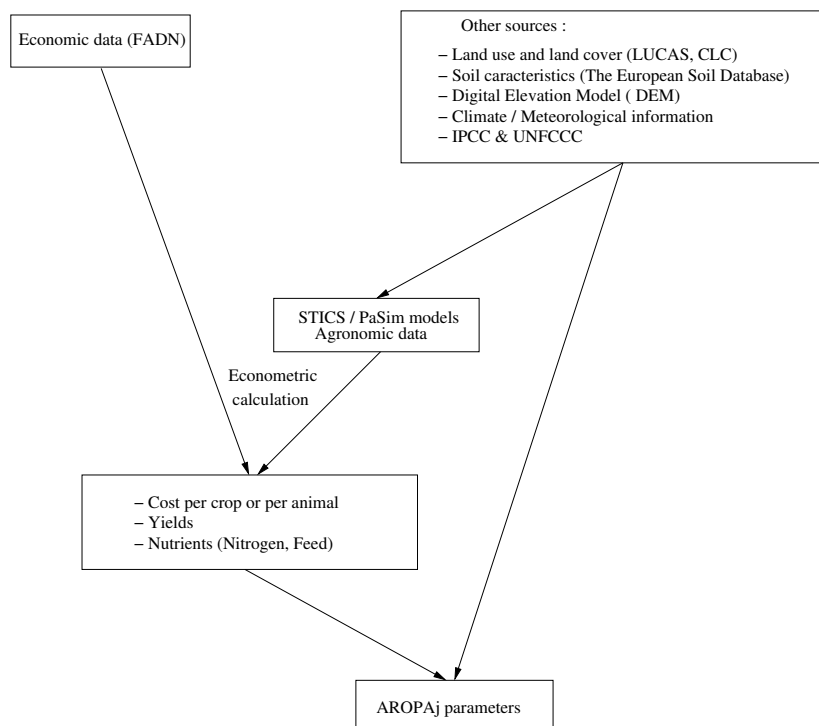 Economic data (FADN)
Other sources :
– Land use and land cover (LUCAS, CLC)
– Soil caracteristics (The European Soil Database)
– Digital Elevation Model ( DEM)
– Climate / Meteorological information
– IPCC & UNFCCC
STICS / PaSim models
Agronomic data
Econometric
calculation
– Cost per crop or per animal
– Yields
– Nutrients (Nitrogen, Feed)
AROPAj parameters